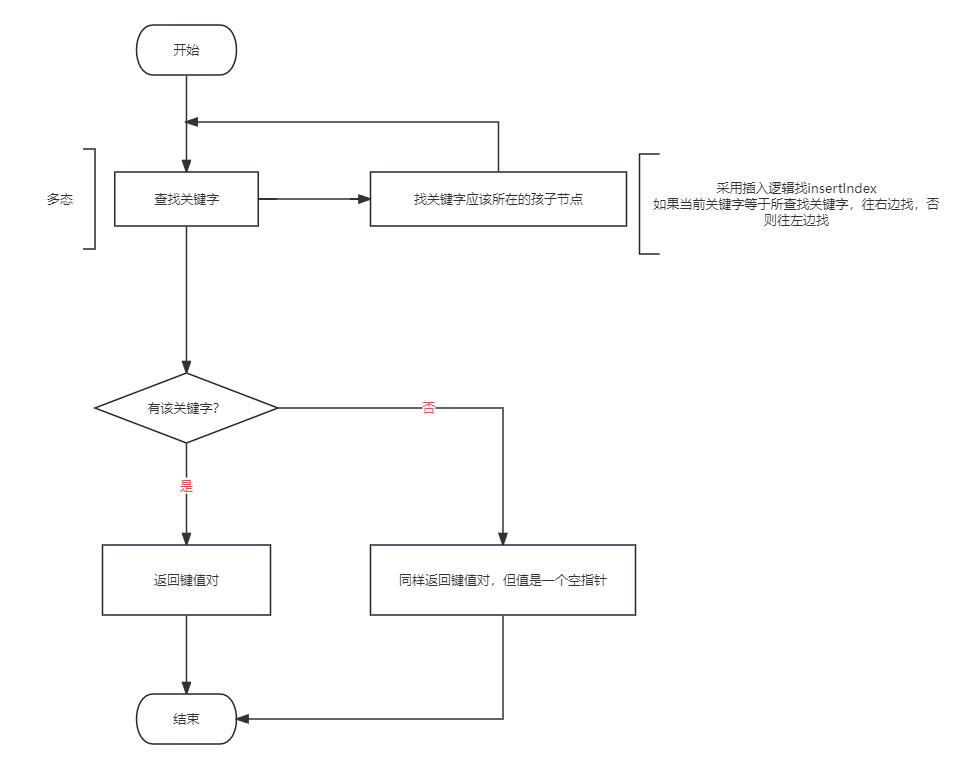 开始
多态
查找关键字
找关键字应该所在的孩子节点
采用插入逻辑找insertIndex
如果当前关键字等于所查找关键字，往右边找，否
则往左边找
有该关键字?
否
是
返回键值对
同样返回键值对，但值是一个空指针
结束